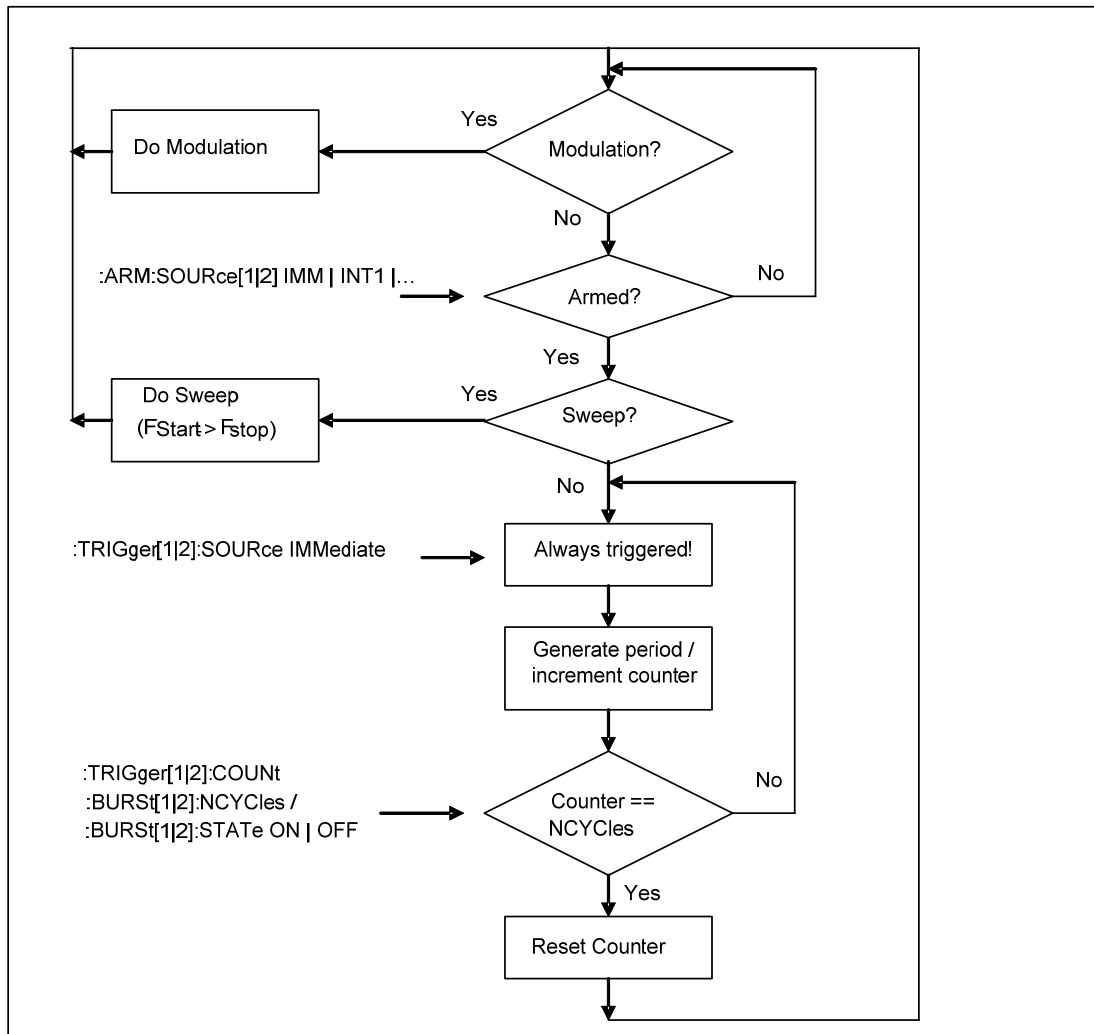 Yes
Do Modulation
Modulation?
No
:ARM:SOURce[1|2] IMM | INT1 |...
No
Armed?
Yes
Do Sweep
(FStart> Fstop)
Yes
Sweep?
No
:TRIGger[1|2]:SOURce IMMediate
Always triggered!
Generate period /
increment counter
:TRIGger[1|2]:COUNt
:BURSt[1|2]:NCYCles /
:BURSt[1|2]:STATe ON | OFF
No
Counter ==
NCYCles
Yes
Reset Counter